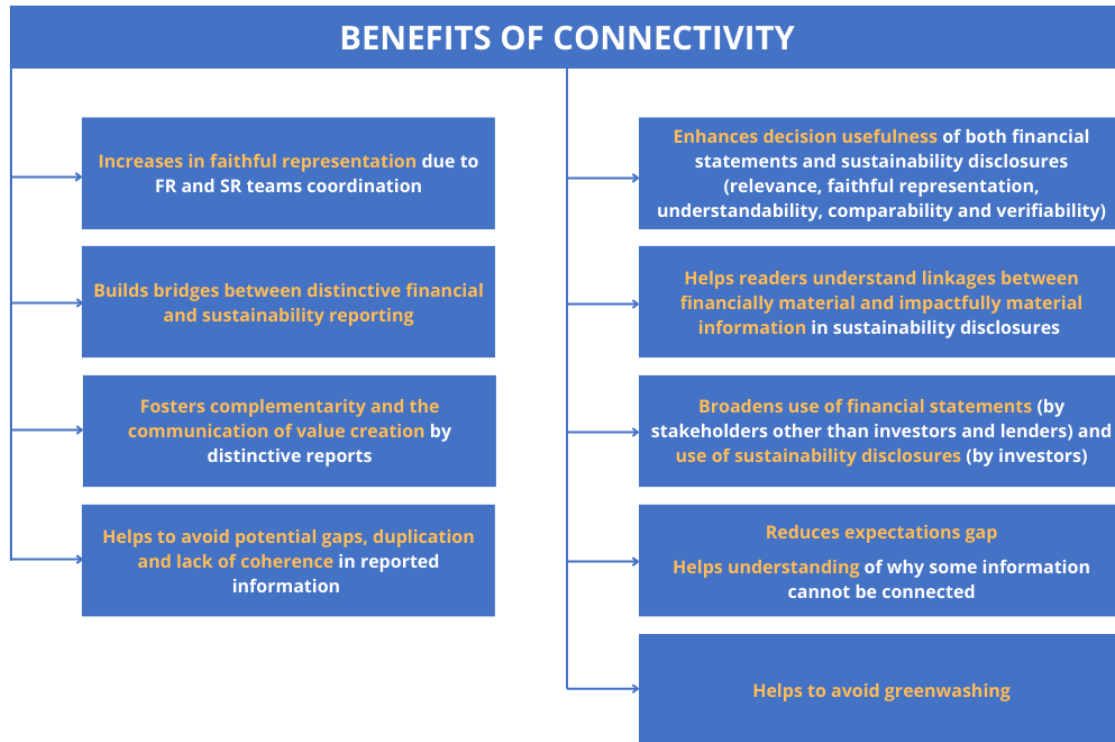 BENEFITS OF CONNECTIVITY
Increases in faithful representation due to
FR and SR teams coordination
Builds bridges between distinctive financial
and sustainability reporting
Fosters complementarity and the
communication of value creation by
distinctive reports
Helps to avoid potential gaps, duplication
and lack of coherence in reported
information
Enhances decision usefulness of both financial
statements and sustainability disclosures
(relevance, faithful representation,
understandability, comparability and verifiability)
Helps readers understand linkages between
financially material and impactfully material
information in sustainability disclosures
Broadens use of financial statements (by
stakeholders other than investors and lenders) and
use of sustainability disclosures (by investors)
Reduces expectations gap
Helps understanding of why some information
cannot be connected
Helps to avoid greenwashing